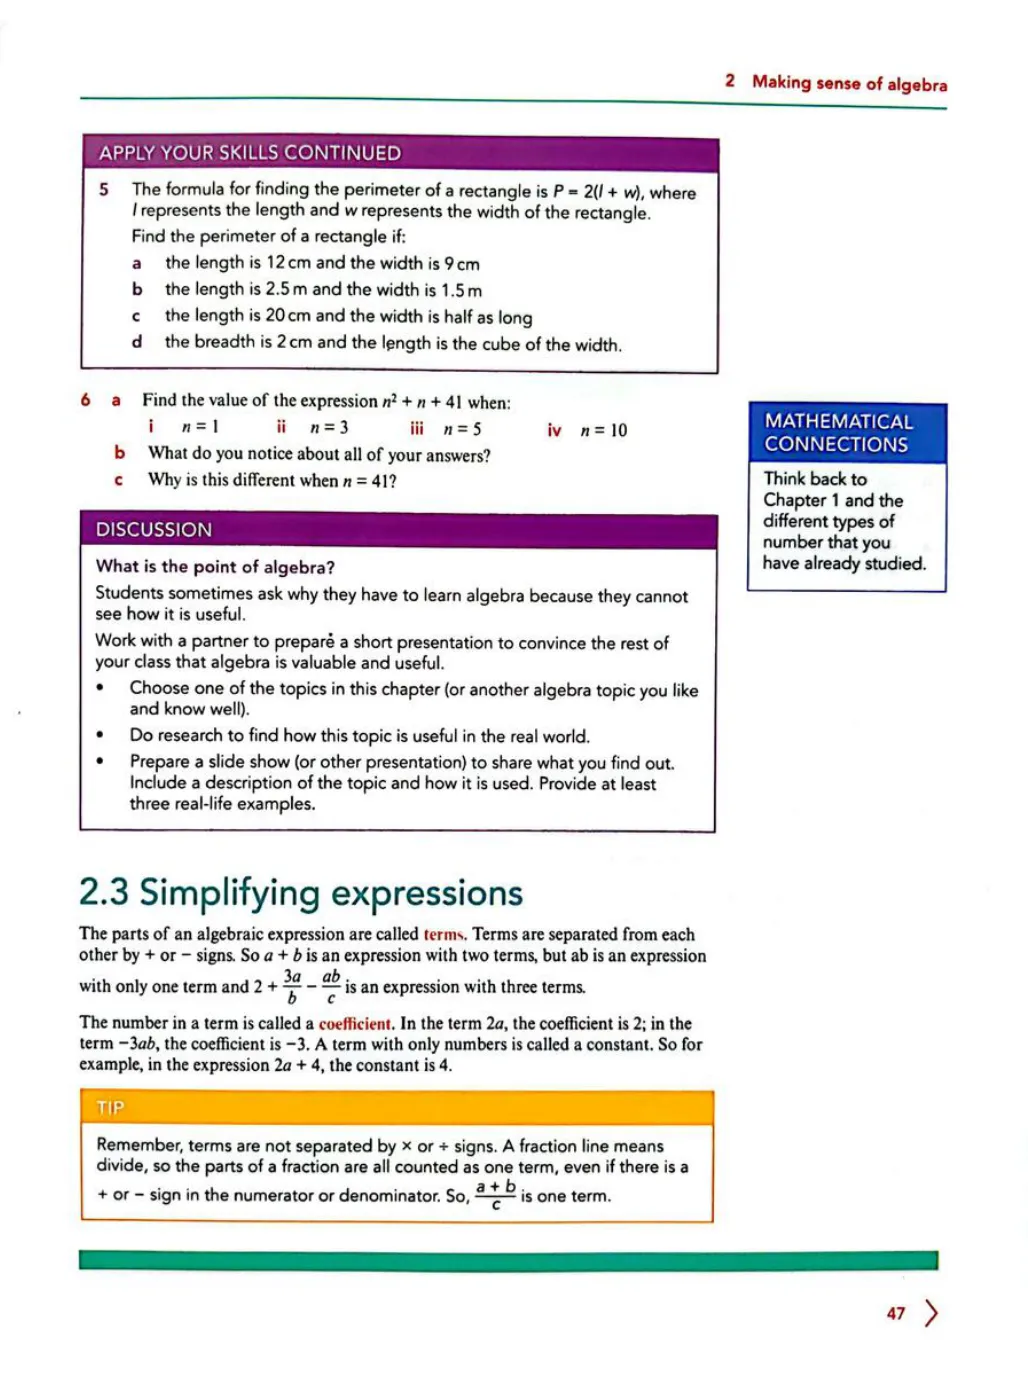 2 Making sense of algebra
APPLY YOUR SKILLS CONTINUED
5 The formula for finding the perimeter of a rectangle is P = 2(l + w), where
l represents the length and w represents the width of the rectangle.
Find the perimeter of a rectangle if:
a the length is 12 cm and the width is 9 cm
b the length is 2.5 m and the width is 1.5 m
c the length is 20 cm and the width is half as long
d the breadth is 2 cm and the length is the cube of the width.
6 a Find the value of the expression n² + n + 41 when:
i n = 1 ii n = 3 iii n = 5 iv n = 10
b What do you notice about all of your answers?
c Why is this different when n = 41?
MATHEMATICAL
CONNECTIONS
Think back to
Chapter 1 and the
different types of
number that you
have already studied.
DISCUSSION
What is the point of algebra?
Students sometimes ask why they have to learn algebra because they cannot
see how it is useful.
Work with a partner to prepare a short presentation to convince the rest of
your class that algebra is valuable and useful.
• Choose one of the topics in this chapter (or another algebra topic you like
and know well).
• Do research to find how this topic is useful in the real world.
• Prepare a slide show (or other presentation) to share what you find out.
Include a description of the topic and how it is used. Provide at least
three real-life examples.
2.3 Simplifying expressions
The parts of an algebraic expression are called terms. Terms are separated from each
other by + or − signs. So a + b is an expression with two terms, but ab is an expression
with only one term and 2 + 3a/b − ab/c is an expression with three terms.
The number in a term is called a coefficient. In the term 2a, the coefficient is 2; in the
term −3ab, the coefficient is −3. A term with only numbers is called a constant. So for
example, in the expression 2a + 4, the constant is 4.
TIP
Remember, terms are not separated by × or ÷ signs. A fraction line means
divide, so the parts of a fraction are all counted as one term, even if there is a
+ or − sign in the numerator or denominator. So, a + b/c is one term.
47 〉